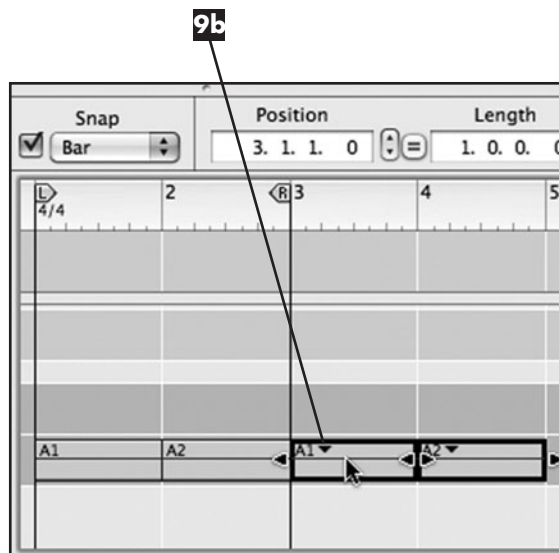 9b
Snap Position Length
Bar 3. 1. 1. 0 = 1. 0. 0. 0
L 2 R 3 4 5
4/4
A1 A2 A1 A2